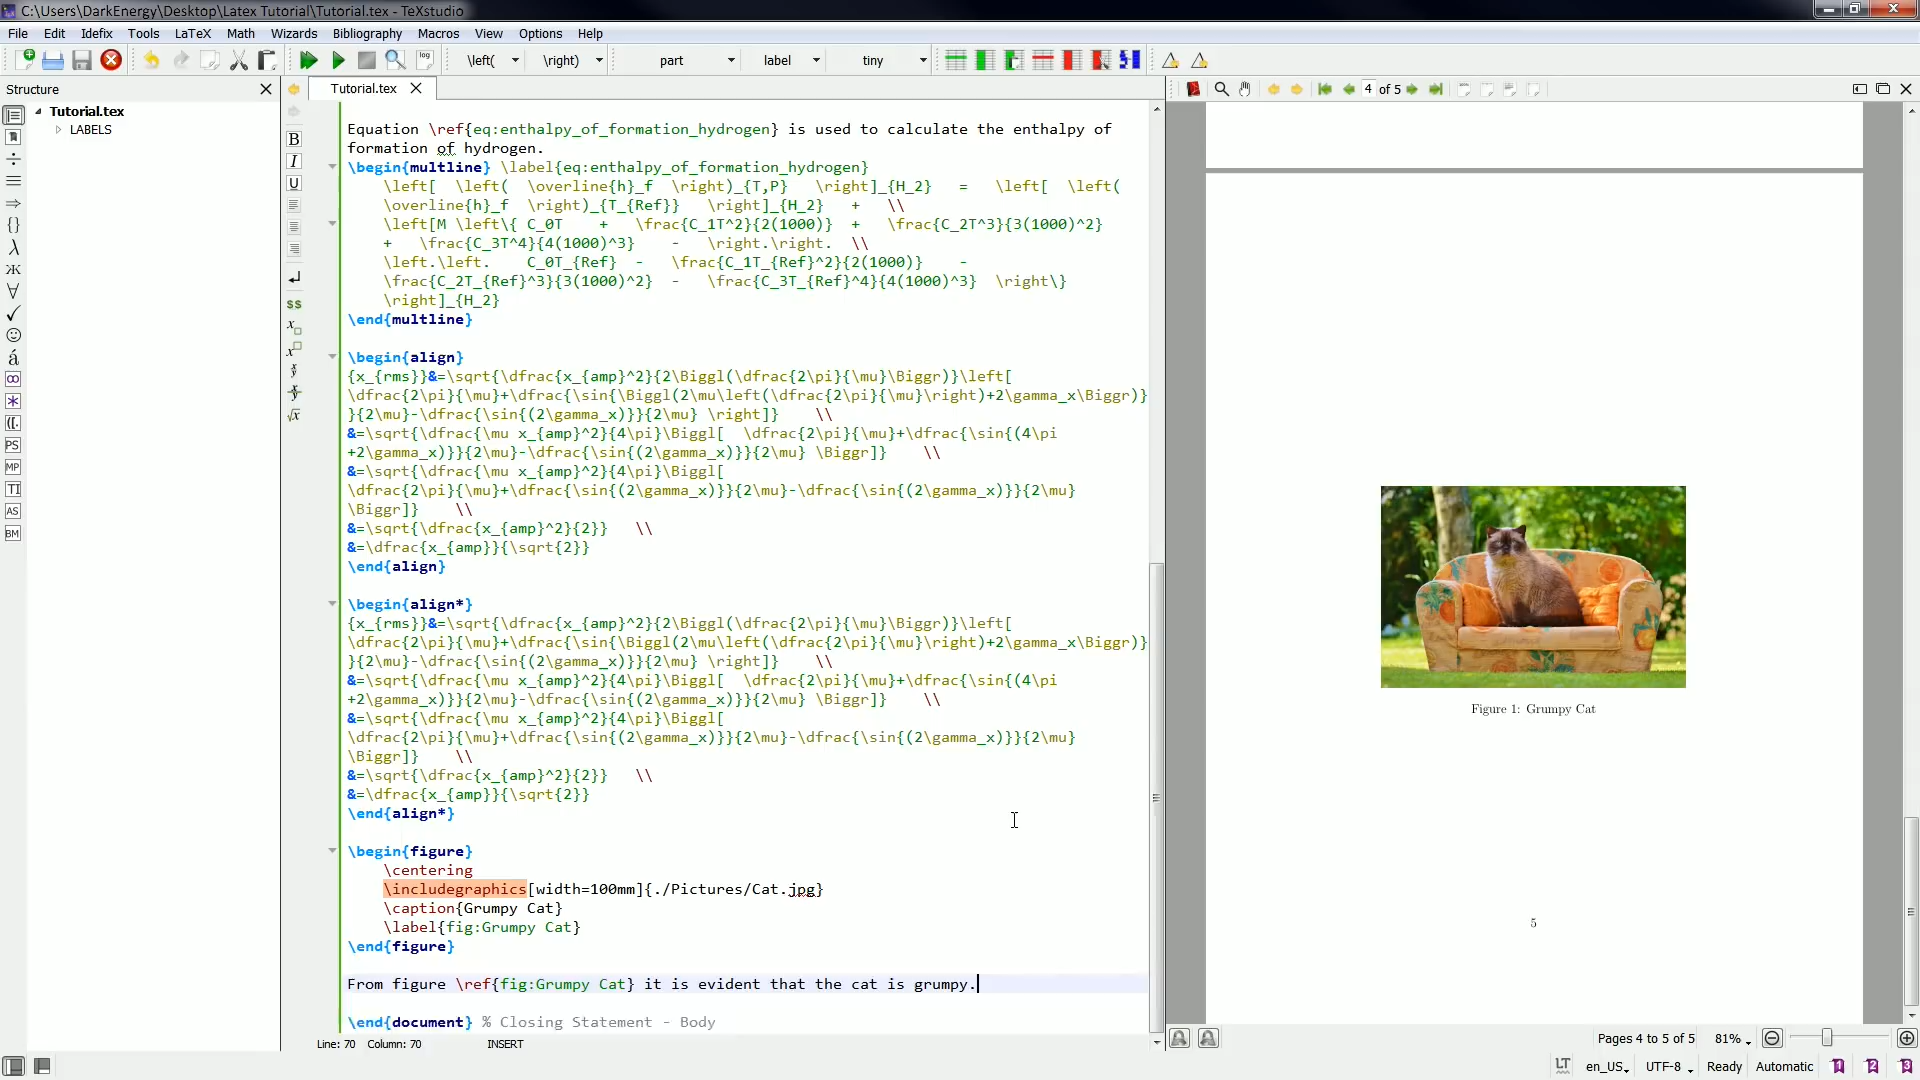 C:\Users\DarkEnergy\Desktop\Latex Tutorial\Tutorial.tex - TeXstudio
File Edit Idefix Tools LaTeX Math Wizards Bibliography Macros View Options Help
log \left( \right) part label tiny
Structure
Tutorial.tex
4 of 5
Tutorial.tex
LABELS
Equation \ref{eq:enthalpy_of_formation_hydrogen} is used to calculate the enthalpy of
formation of hydrogen.
\begin{multline} \label{eq:enthalpy_of_formation_hydrogen}
\left[ \left( \overline{h}_f \right)_{T,P} \right]_{H_2} = \left[ \left(
\overline{h}_f \right)_{T_{Ref}} \right]_{H_2} + \\
\left[M \left\{ C_0T + \frac{C_1T^2}{2(1000)} + \frac{C_2T^3}{3(1000)^2}
+ \frac{C_3T^4}{4(1000)^3} - \right.\right. \\
\left.\left. C_0T_{Ref} - \frac{C_1T_{Ref}^2}{2(1000)} -
\frac{C_2T_{Ref}^3}{3(1000)^2} - \frac{C_3T_{Ref}^4}{4(1000)^3} \right\}
\right]_{H_2}
\end{multline}
\begin{align}
{x_{rms}}&=\sqrt{\dfrac{x_{amp}^2}{2\Biggl(\dfrac{2\pi}{\mu}\Biggr)}\left[
\dfrac{2\pi}{\mu}+\dfrac{\sin{\Biggl(2\mu\left(\dfrac{2\pi}{\mu}\right)+2\gamma_x\Biggr)}
}{2\mu}-\dfrac{\sin{(2\gamma_x)}}{2\mu} \right]} \\
&=\sqrt{\dfrac{\mu x_{amp}^2}{4\pi}\Biggl[ \dfrac{2\pi}{\mu}+\dfrac{\sin{(4\pi
+2\gamma_x)}}{2\mu}-\dfrac{\sin{(2\gamma_x)}}{2\mu} \Biggr]} \\
&=\sqrt{\dfrac{\mu x_{amp}^2}{4\pi}\Biggl[
\dfrac{2\pi}{\mu}+\dfrac{\sin{(2\gamma_x)}}{2\mu}-\dfrac{\sin{(2\gamma_x)}}{2\mu}
\Biggr]} \\
&=\sqrt{\dfrac{x_{amp}^2}{2}} \\
&=\dfrac{x_{amp}}{\sqrt{2}}
\end{align}
\begin{align*}
{x_{rms}}&=\sqrt{\dfrac{x_{amp}^2}{2\Biggl(\dfrac{2\pi}{\mu}\Biggr)}\left[
\dfrac{2\pi}{\mu}+\dfrac{\sin{\Biggl(2\mu\left(\dfrac{2\pi}{\mu}\right)+2\gamma_x\Biggr)}
}{2\mu}-\dfrac{\sin{(2\gamma_x)}}{2\mu} \right]} \\
&=\sqrt{\dfrac{\mu x_{amp}^2}{4\pi}\Biggl[ \dfrac{2\pi}{\mu}+\dfrac{\sin{(4\pi
+2\gamma_x)}}{2\mu}-\dfrac{\sin{(2\gamma_x)}}{2\mu} \Biggr]} \\
&=\sqrt{\dfrac{\mu x_{amp}^2}{4\pi}\Biggl[
\dfrac{2\pi}{\mu}+\dfrac{\sin{(2\gamma_x)}}{2\mu}-\dfrac{\sin{(2\gamma_x)}}{2\mu}
\Biggr]} \\
&=\sqrt{\dfrac{x_{amp}^2}{2}} \\
&=\dfrac{x_{amp}}{\sqrt{2}}
\end{align*}
\begin{figure}
\centering
\includegraphics[width=100mm]{./Pictures/Cat.jpg}
\caption{Grumpy Cat}
\label{fig:Grumpy Cat}
\end{figure}
From figure \ref{fig:Grumpy Cat} it is evident that the cat is grumpy.
\end{document} % Closing Statement - Body
Figure 1: Grumpy Cat
5
Line: 70 Column: 70 INSERT
Pages 4 to 5 of 5 81%
LT en_US UTF-8 Ready Automatic 1 2 3